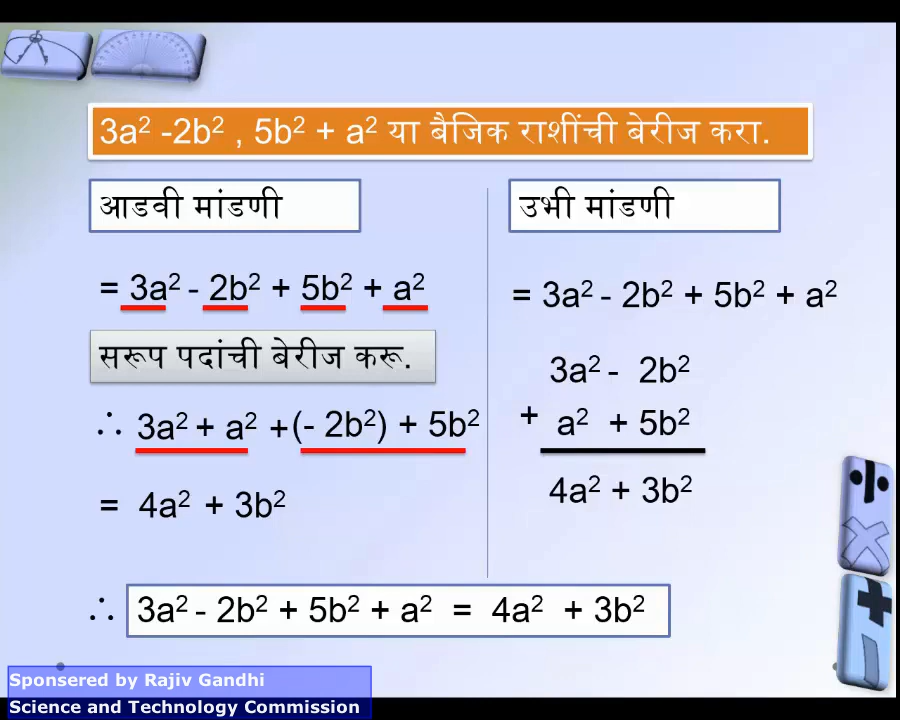 3a² -2b² , 5b² + a² या बैजिक राशींची बेरीज करा.
आडवी मांडणी
= 3a² - 2b² + 5b² + a²
सरूप पदांची बेरीज करू.
∴ 3a² + a² + (- 2b²) + 5b²
= 4a² + 3b²
उभी मांडणी
= 3a² - 2b² + 5b² + a²
3a² - 2b²
+ a² + 5b²
4a² + 3b²
∴ 3a² - 2b² + 5b² + a² = 4a² + 3b²
Sponsered by Rajiv Gandhi
Science and Technology Commission